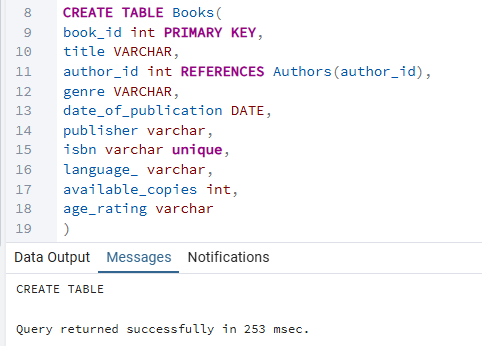 8 CREATE TABLE Books(
9 book_id int PRIMARY KEY,
10 title VARCHAR,
11 author_id int REFERENCES Authors(author_id),
12 genre VARCHAR,
13 date_of_publication DATE,
14 publisher varchar,
15 isbn varchar unique,
16 language_ varchar,
17 available_copies int,
18 age_rating varchar
19 )
Data Output Messages Notifications
CREATE TABLE
Query returned successfully in 253 msec.